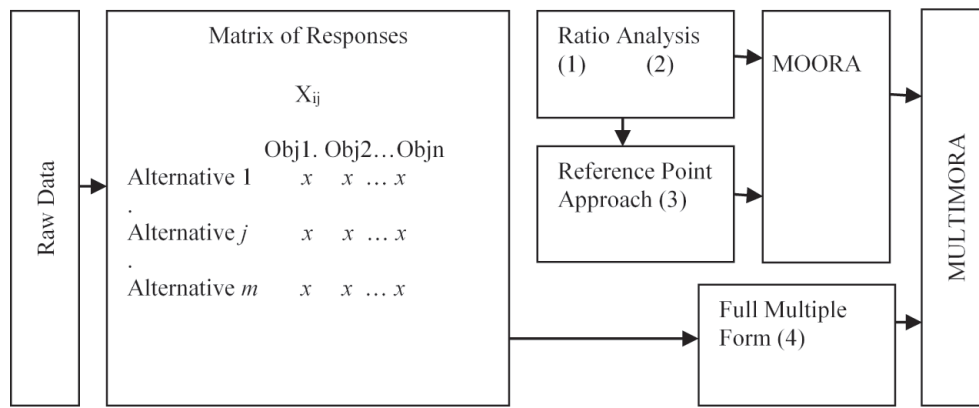 Raw Data
Matrix of Responses
Xij
Obj1. Obj2…Objn
Alternative 1 x x … x
.
Alternative j x x … x
.
Alternative m x x … x
Ratio Analysis
(1) (2)
Reference Point
Approach (3)
MOORA
Full Multiple
Form (4)
MULTIMORA